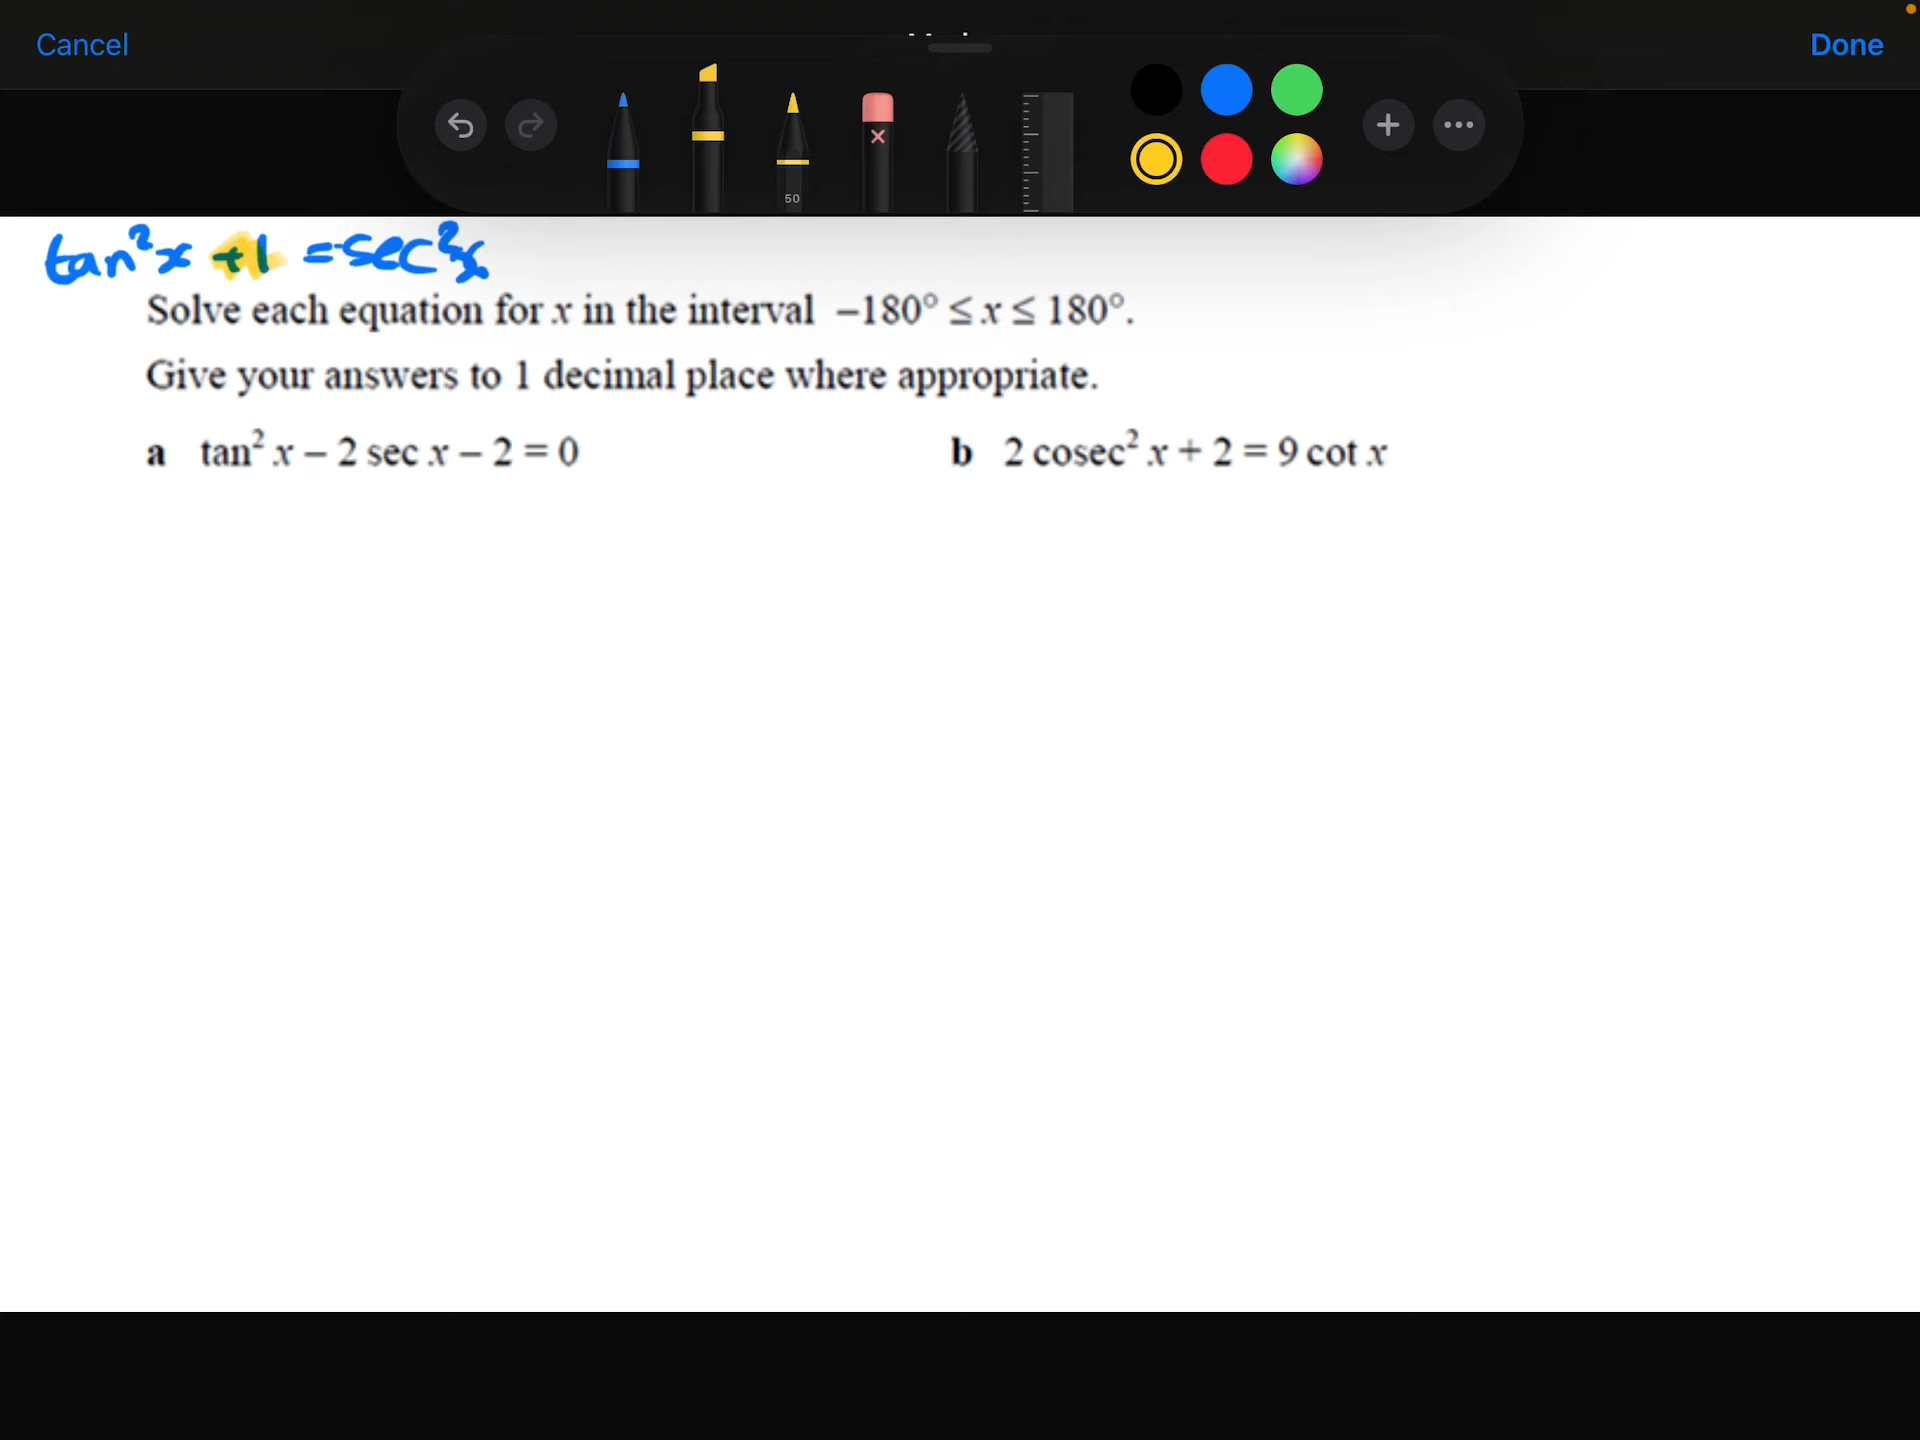 Cancel
Done
50
tan²x +1 = sec²x
Solve each equation for x in the interval −180° ≤ x ≤ 180°.
Give your answers to 1 decimal place where appropriate.
a tan² x − 2 sec x − 2 = 0
b 2 cosec² x + 2 = 9 cot x